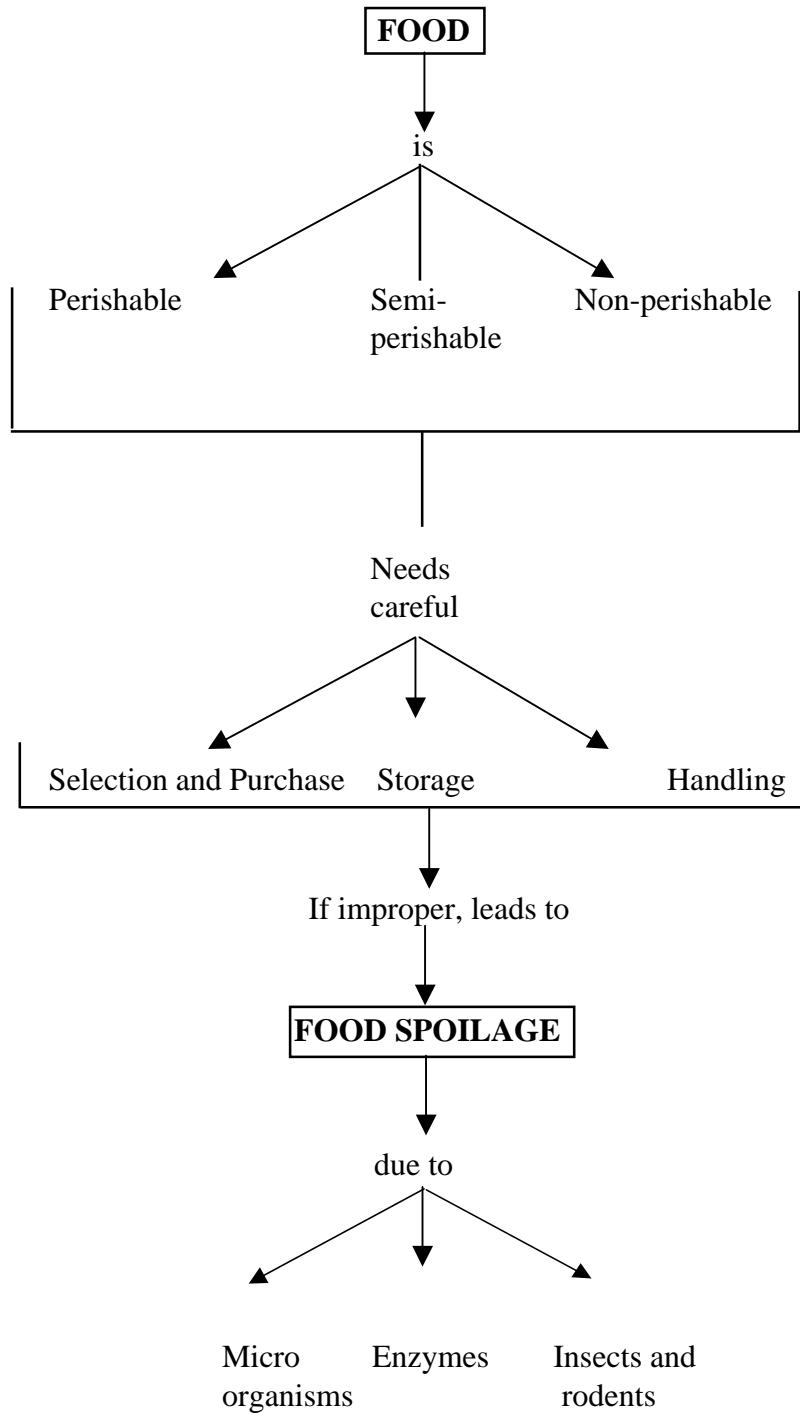 FOOD
is
Perishable Semi- Non-perishable
perishable
Needs
careful
Selection and Purchase Storage Handling
If improper, leads to
FOOD SPOILAGE
due to
Micro Enzymes Insects and
organisms rodents